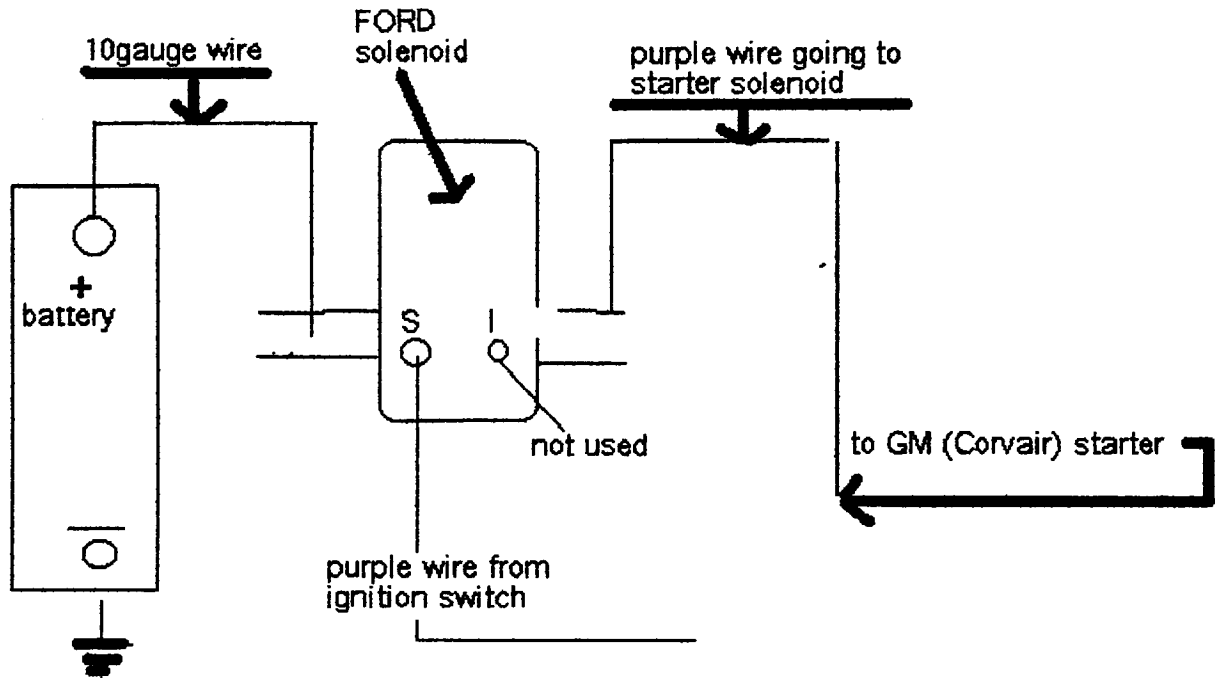 FORD
solenoid
10gauge wire
purple wire going to
starter solenoid
+
battery
S I
not used
to GM (Corvair) starter
purple wire from
ignition switch